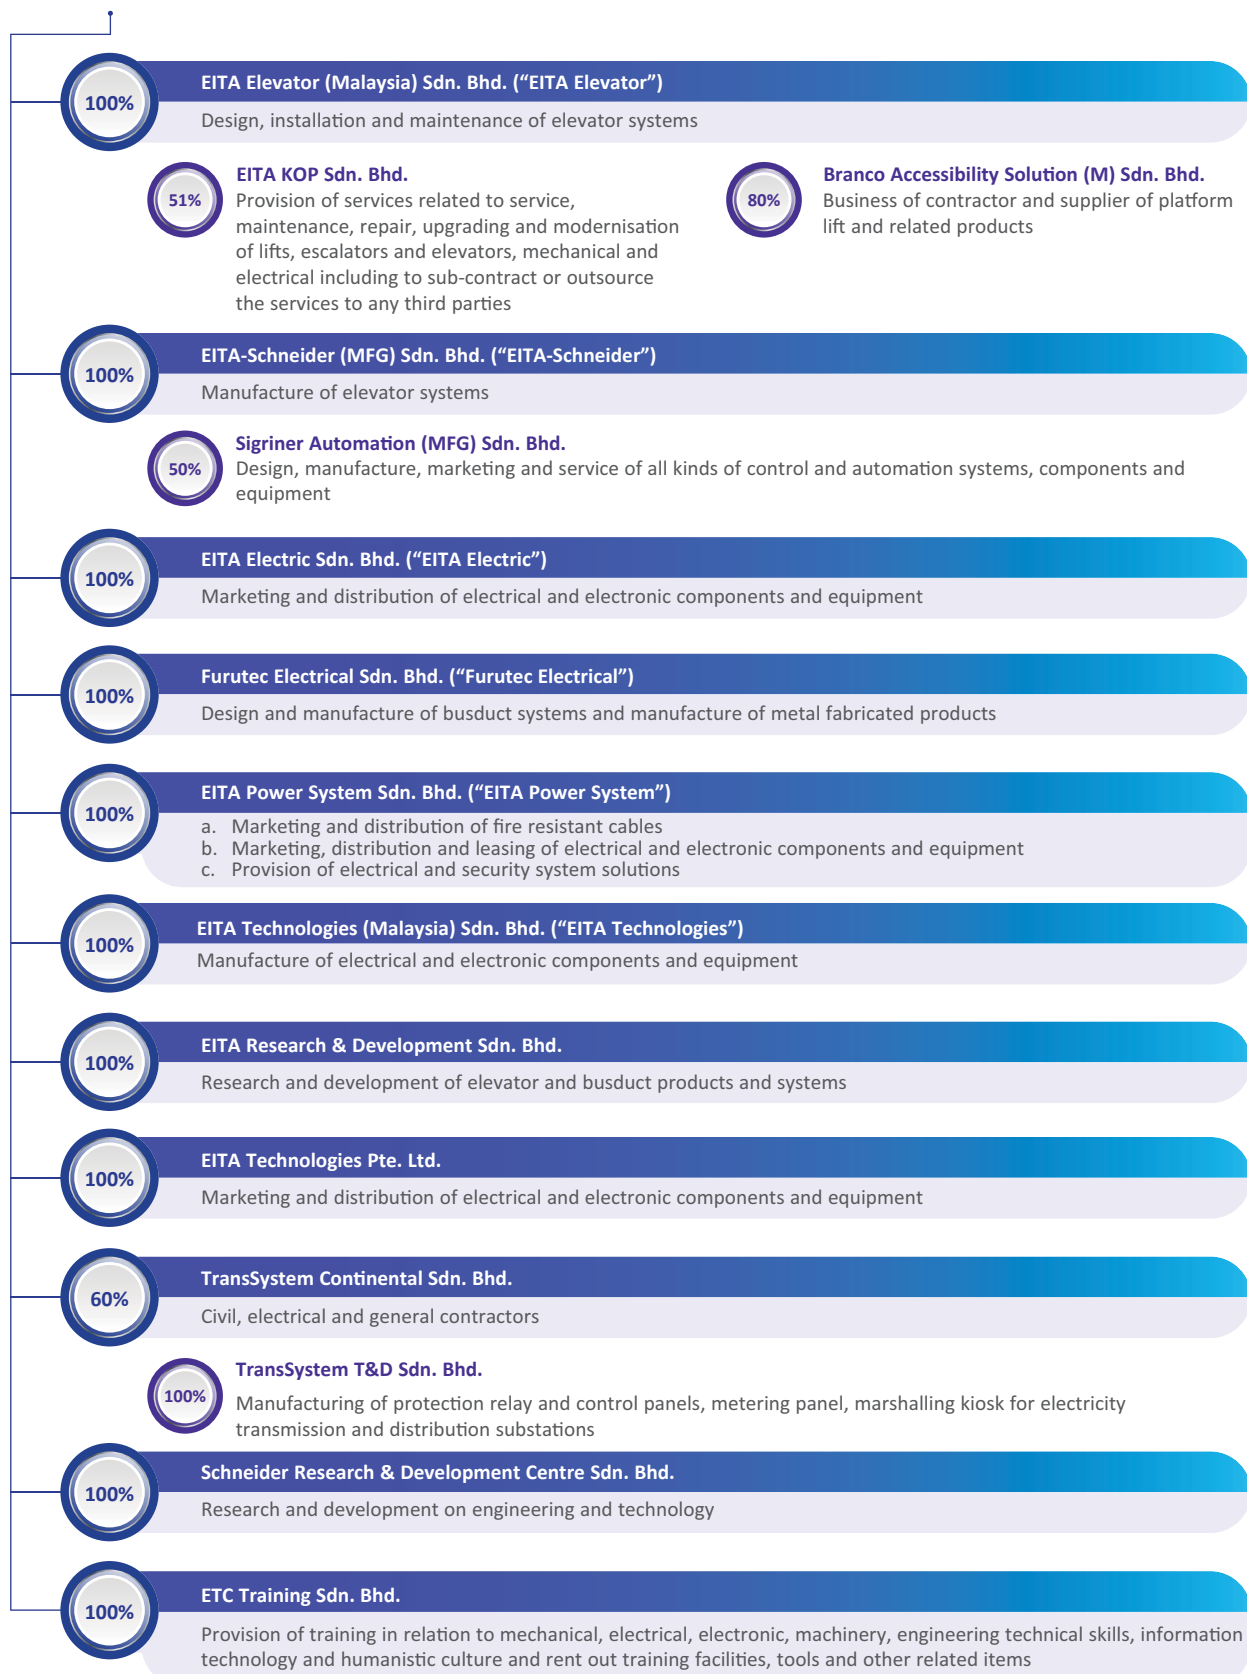 100%
EITA Elevator (Malaysia) Sdn. Bhd. (“EITA Elevator”)
Design, installation and maintenance of elevator systems
51%
EITA KOP Sdn. Bhd.
Provision of services related to service,
maintenance, repair, upgrading and modernisation
of lifts, escalators and elevators, mechanical and
electrical including to sub-contract or outsource
the services to any third parties
80%
Branco Accessibility Solution (M) Sdn. Bhd.
Business of contractor and supplier of platform
lift and related products
100%
EITA-Schneider (MFG) Sdn. Bhd. (“EITA-Schneider”)
Manufacture of elevator systems
50%
Sigriner Automation (MFG) Sdn. Bhd.
Design, manufacture, marketing and service of all kinds of control and automation systems, components and
equipment
100%
EITA Electric Sdn. Bhd. (“EITA Electric”)
Marketing and distribution of electrical and electronic components and equipment
100%
Furutec Electrical Sdn. Bhd. (“Furutec Electrical”)
Design and manufacture of busduct systems and manufacture of metal fabricated products
100%
EITA Power System Sdn. Bhd. (“EITA Power System”)
a. Marketing and distribution of fire resistant cables
b. Marketing, distribution and leasing of electrical and electronic components and equipment
c. Provision of electrical and security system solutions
100%
EITA Technologies (Malaysia) Sdn. Bhd. (“EITA Technologies”)
Manufacture of electrical and electronic components and equipment
100%
EITA Research & Development Sdn. Bhd.
Research and development of elevator and busduct products and systems
100%
EITA Technologies Pte. Ltd.
Marketing and distribution of electrical and electronic components and equipment
60%
TransSystem Continental Sdn. Bhd.
Civil, electrical and general contractors
100%
TransSystem T&D Sdn. Bhd.
Manufacturing of protection relay and control panels, metering panel, marshalling kiosk for electricity
transmission and distribution substations
100%
Schneider Research & Development Centre Sdn. Bhd.
Research and development on engineering and technology
100%
ETC Training Sdn. Bhd.
Provision of training in relation to mechanical, electrical, electronic, machinery, engineering technical skills, information
technology and humanistic culture and rent out training facilities, tools and other related items